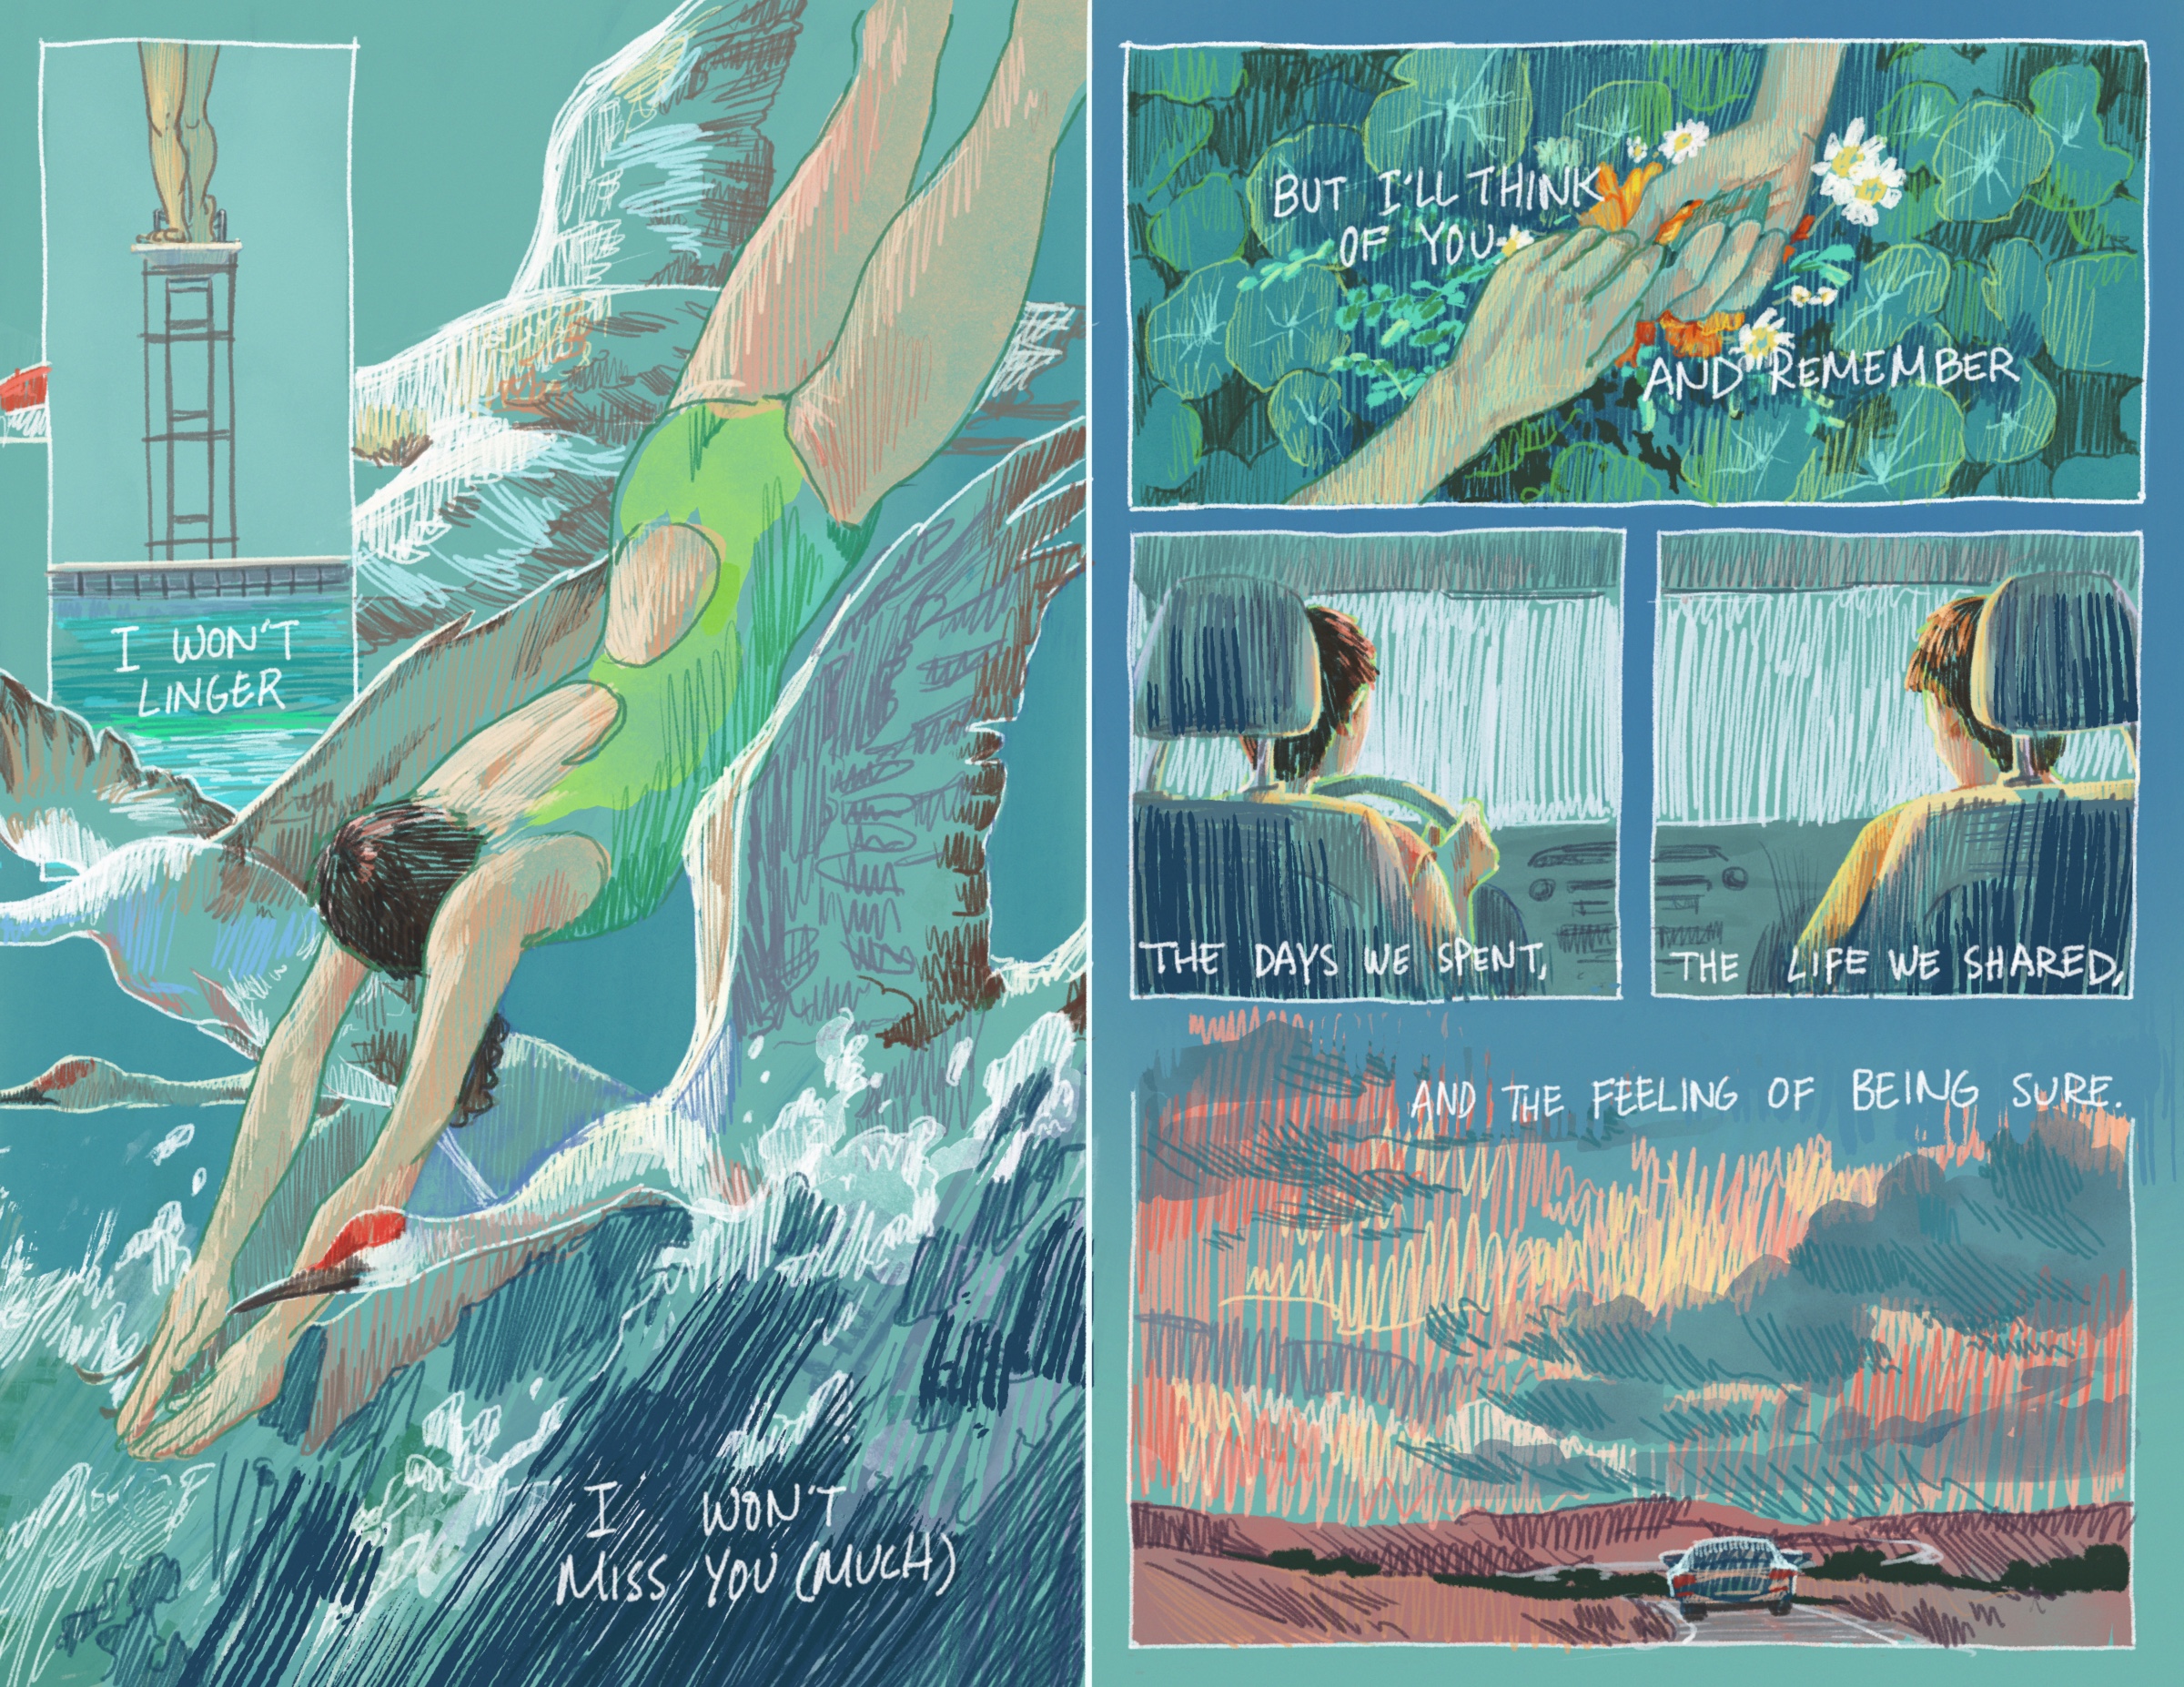 I WON'T
LINGER
I WON'T
MISS YOU (MUCH)
BUT I'LL THINK
OF YOU
AND REMEMBER
THE DAYS WE SPENT,
THE LIFE WE SHARED,
AND THE FEELING OF BEING SURE.